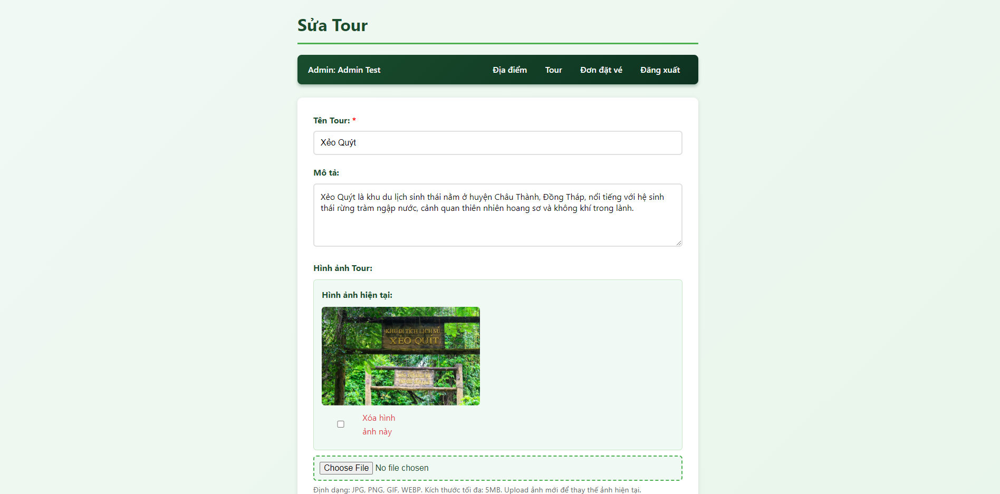 Sửa Tour
Admin: Admin Test
Địa điểm
Tour
Đơn đặt vé
Đăng xuất
Tên Tour: *
Xẻo Quýt
Mô tả:
Xẻo Quýt là khu du lịch sinh thái nằm ở huyện Châu Thành, Đồng Tháp, nổi tiếng với hệ sinh
thái rừng tràm ngập nước, cảnh quan thiên nhiên hoang sơ và không khí trong lành.
Hình ảnh Tour:
Hình ảnh hiện tại:
KHU DI TÍCH LỊCH SỬ
XẺO QUÍT
Xóa hình
ảnh này
Choose File No file chosen
Định dạng: JPG, PNG, GIF, WEBP. Kích thước tối đa: 5MB. Upload ảnh mới để thay thế ảnh hiện tại.